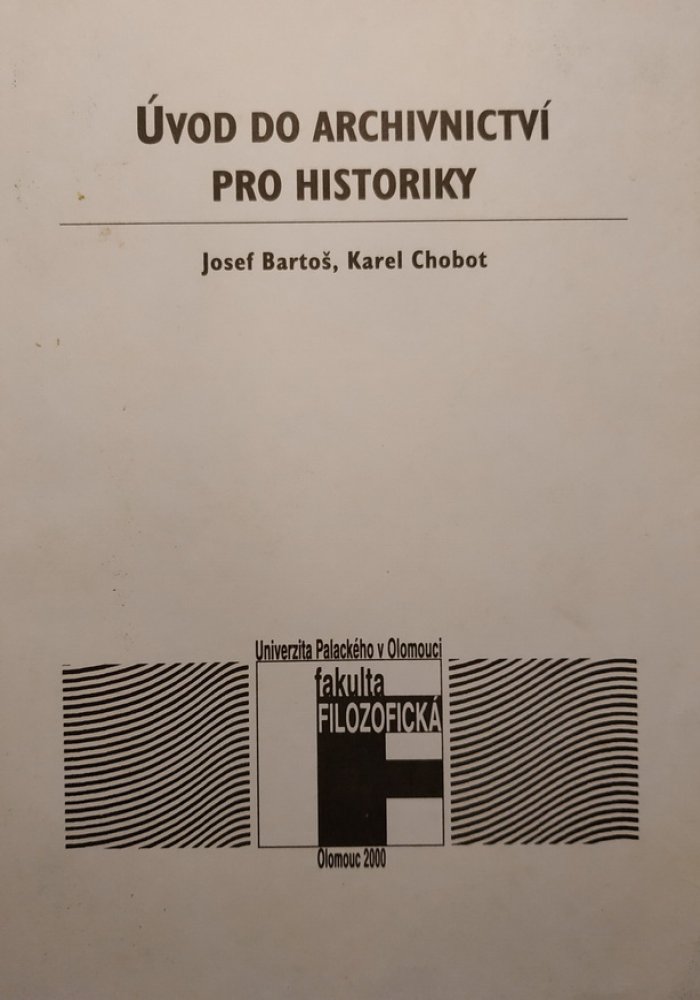 ÚVOD DO ARCHIVNICTVÍ
PRO HISTORIKY
Josef Bartoš, Karel Chobot
Univerzita Palackého v Olomouci
fakulta
FILOZOFICKÁ
Olomouc 2000